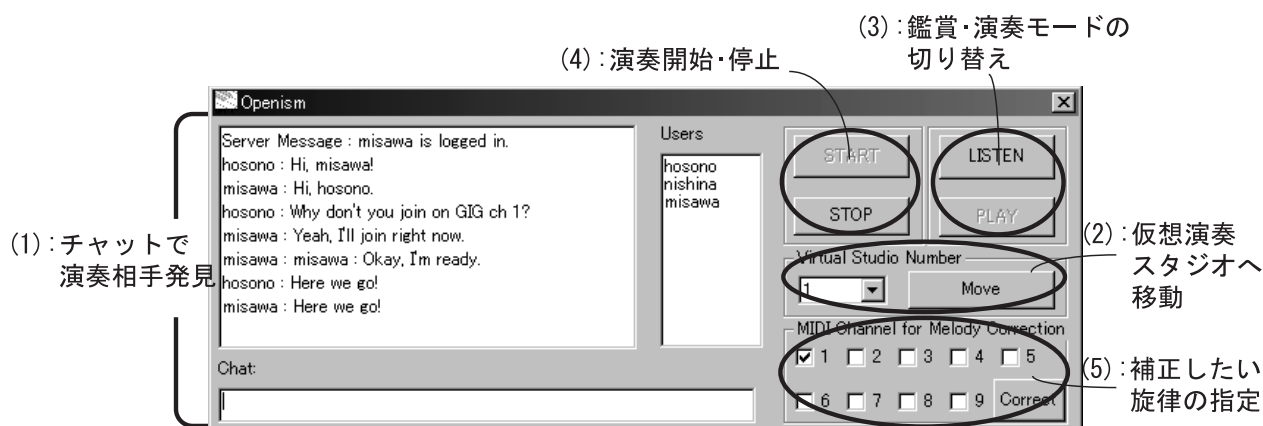 (3):鑑賞・演奏モードの
切り替え
(4):演奏開始・停止
Openism
Server Message : misawa is logged in.
hosono : Hi, misawa!
misawa : Hi, hosono.
hosono : Why don't you join on GIG ch 1?
misawa : Yeah, I'll join right now.
misawa : misawa : Okay, I'm ready.
hosono : Here we go!
misawa : Here we go!
Chat:
Users
hosono
nishina
misawa
START
STOP
LISTEN
PLAY
Virtual Studio Number
1
Move
MIDI Channel for Melody Correction
1 2 3 4 5
6 7 8 9 Correct
(1):チャットで
演奏相手発見
(2):仮想演奏
スタジオへ
移動
(5):補正したい
旋律の指定